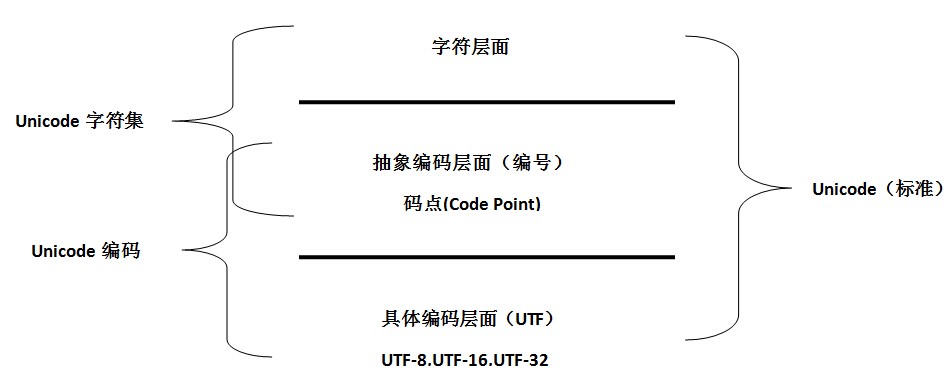 字符层面
Unicode 字符集
抽象编码层面（编号）
码点(Code Point)
Unicode（标准）
Unicode 编码
具体编码层面（UTF）
UTF-8.UTF-16.UTF-32